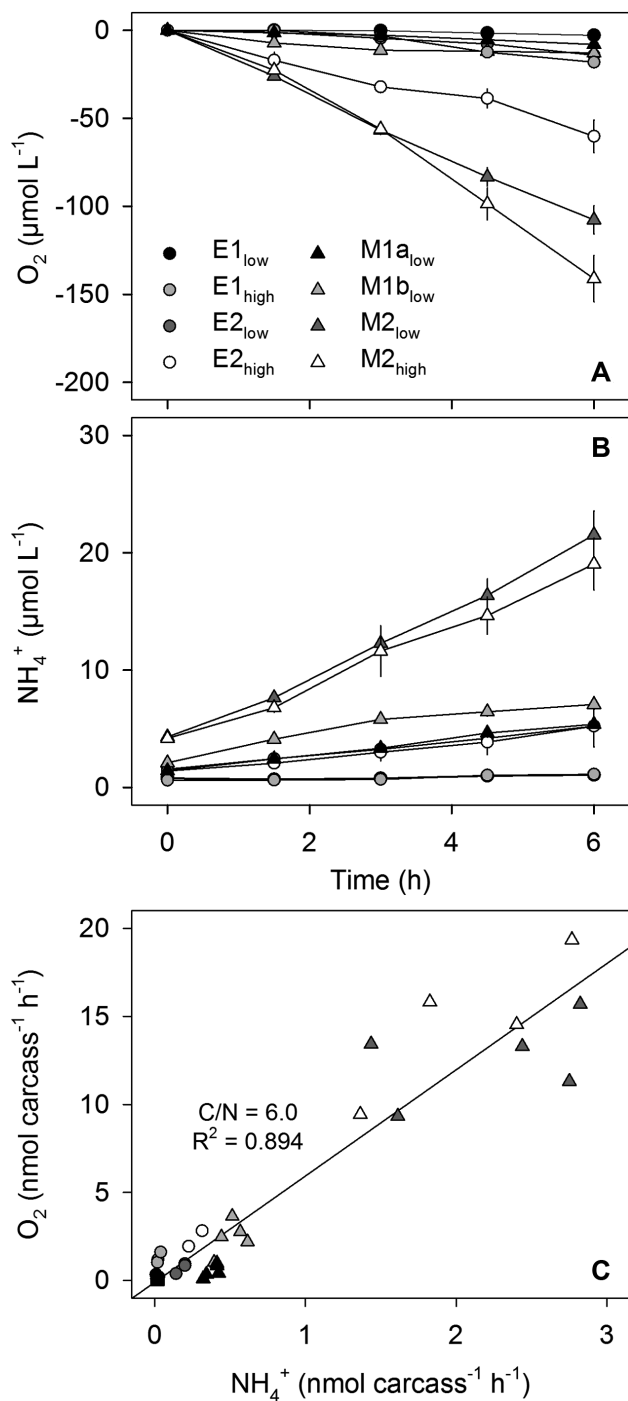 0
-50
-100
-150
-200
O₂ (µmol L⁻¹)
E1low M1alow
E1high M1blow
E2low M2low
E2high M2high
A
30
20
10
0
NH₄⁺ (µmol L⁻¹)
B
0 2 4 6
Time (h)
20
15
10
5
0
O₂ (nmol carcass⁻¹ h⁻¹)
C/N = 6.0
R² = 0.894
C
0 1 2 3
NH₄⁺ (nmol carcass⁻¹ h⁻¹)